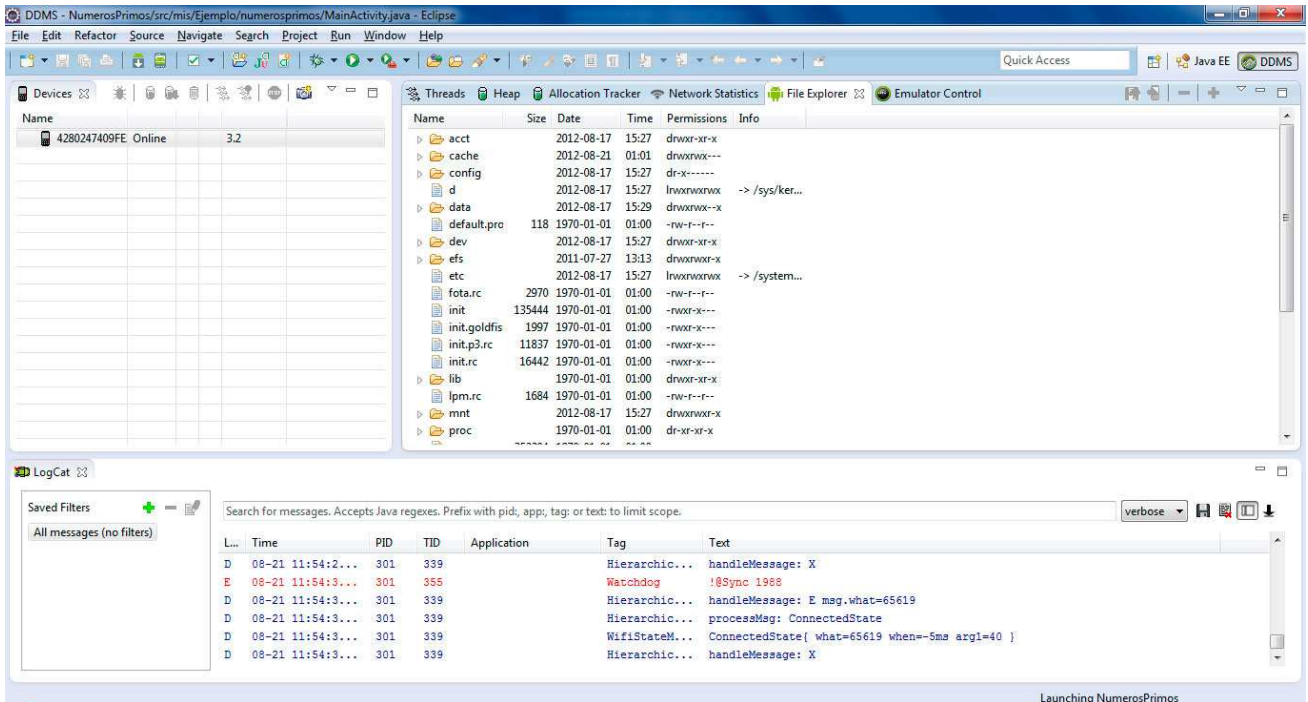 DDMS - NumerosPrimos/src/mis/Ejemplo/numerosprimos/MainActivity.java - Eclipse
File Edit Refactor Source Navigate Search Project Run Window Help
Quick Access Java EE DDMS
Devices
Threads Heap Allocation Tracker Network Statistics File Explorer Emulator Control
Name
4280247409FE Online 3.2
Name Size Date Time Permissions Info
acct 2012-08-17 15:27 drwxr-xr-x
cache 2012-08-21 01:01 drwxrwx---
config 2012-08-17 15:27 dr-x------
d 2012-08-17 15:27 lrwxrwxrwx -> /sys/ker...
data 2012-08-17 15:29 drwxrwx--x
default.pro 118 1970-01-01 01:00 -rw-r--r--
dev 2012-08-17 15:27 drwxr-xr-x
efs 2011-07-27 13:13 drwxrwxr-x
etc 2012-08-17 15:27 lrwxrwxrwx -> /system...
fota.rc 2970 1970-01-01 01:00 -rw-r--r--
init 135444 1970-01-01 01:00 -rwxr-x---
init.goldfis 1997 1970-01-01 01:00 -rwxr-x---
init.p3.rc 11837 1970-01-01 01:00 -rwxr-x---
init.rc 16442 1970-01-01 01:00 -rwxr-x---
lib 1970-01-01 01:00 drwxr-xr-x
lpm.rc 1684 1970-01-01 01:00 -rw-r--r--
mnt 2012-08-17 15:27 drwxrwxr-x
proc 1970-01-01 01:00 dr-xr-xr-x
LogCat
Saved Filters
All messages (no filters)
Search for messages. Accepts Java regexes. Prefix with pid:, app:, tag: or text: to limit scope. verbose
L... Time PID TID Application Tag Text
D 08-21 11:54:2... 301 339 Hierarchic... handleMessage: X
E 08-21 11:54:3... 301 355 Watchdog !@Sync 1988
D 08-21 11:54:3... 301 339 Hierarchic... handleMessage: E msg.what=65619
D 08-21 11:54:3... 301 339 Hierarchic... processMsg: ConnectedState
D 08-21 11:54:3... 301 339 WifiStateM... ConnectedState{ what=65619 when=-5ms arg1=40 }
D 08-21 11:54:3... 301 339 Hierarchic... handleMessage: X
Launching NumerosPrimos